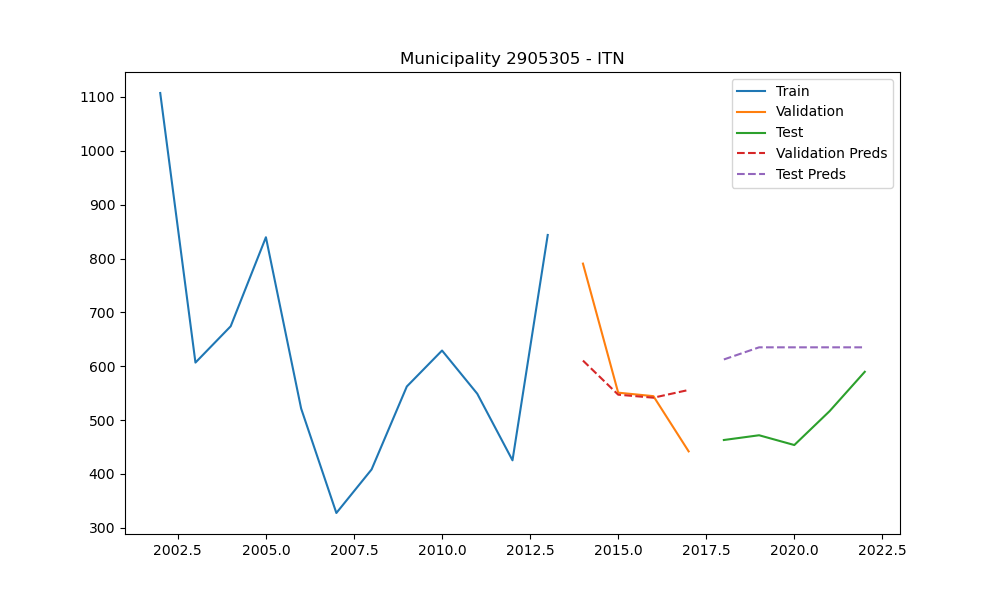 Municipality 2905305 - ITN
1100
1000
900
800
700
600
500
400
300
Train
Validation
Test
Validation Preds
Test Preds
2002.5 2005.0 2007.5 2010.0 2012.5 2015.0 2017.5 2020.0 2022.5